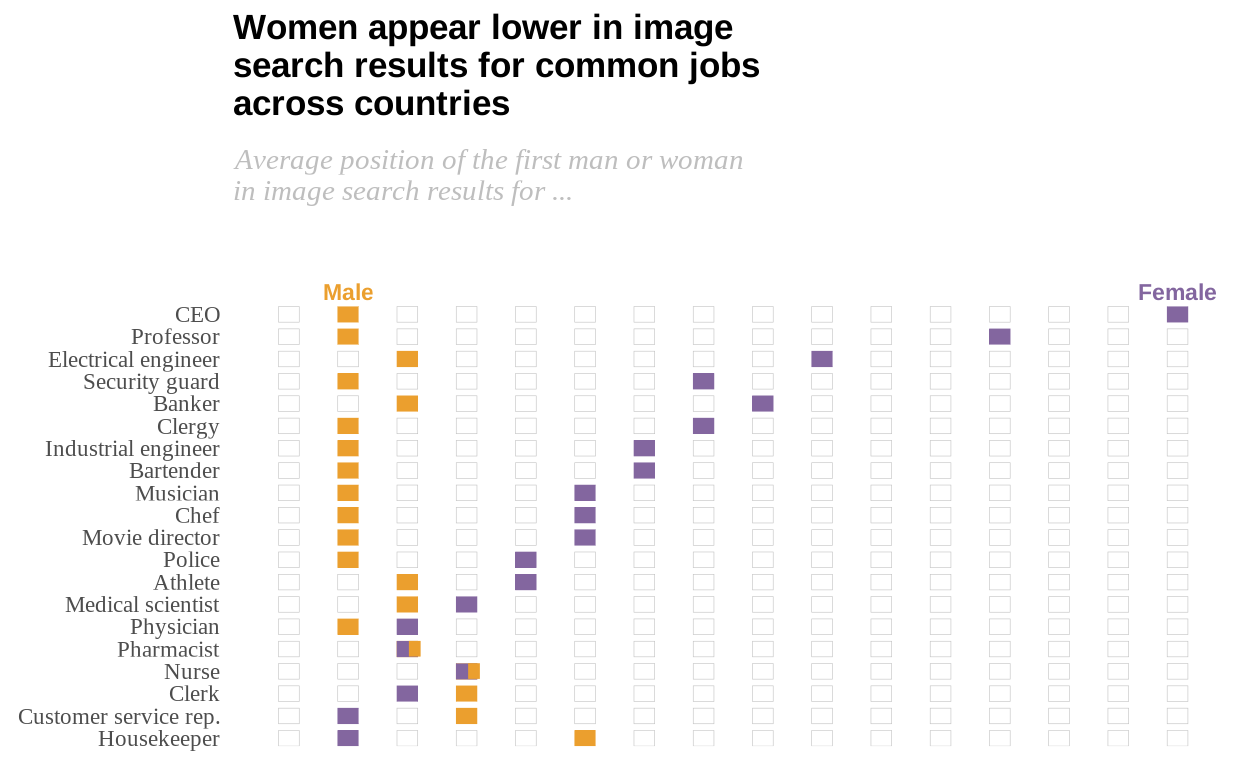 Women appear lower in image
search results for common jobs
across countries
Average position of the first man or woman
in image search results for ...
Male
Female
CEO
Professor
Electrical engineer
Security guard
Banker
Clergy
Industrial engineer
Bartender
Musician
Chef
Movie director
Police
Athlete
Medical scientist
Physician
Pharmacist
Nurse
Clerk
Customer service rep.
Housekeeper